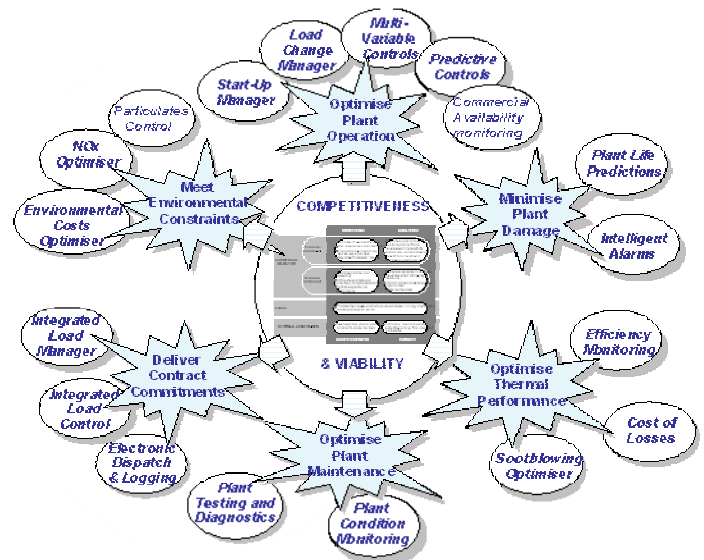 Multi-
Variable
Controls
Load
Change
Manager
Predictive
Controls
Start-Up
Manager
Optimise
Plant
Operation
Commercial
Availability
monitoring
Particulates
Control
NOx
Optimiser
Meet
Environmental
Constraints
Environmental
Costs
Optimiser
Plant Life
Predictions
Minimise
Plant
Damage
Intelligent
Alarms
COMPETITIVENESS
& VIABILITY
Integrated
Load
Manager
Deliver
Contract
Commitments
Integrated
Load
Control
Electronic
Dispatch
& Logging
Efficiency
Monitoring
Optimise
Thermal
Performance
Cost of
Losses
Sootblowing
Optimiser
Optimise
Plant
Maintenance
Plant
Testing and
Diagnostics
Plant
Condition
Monitoring